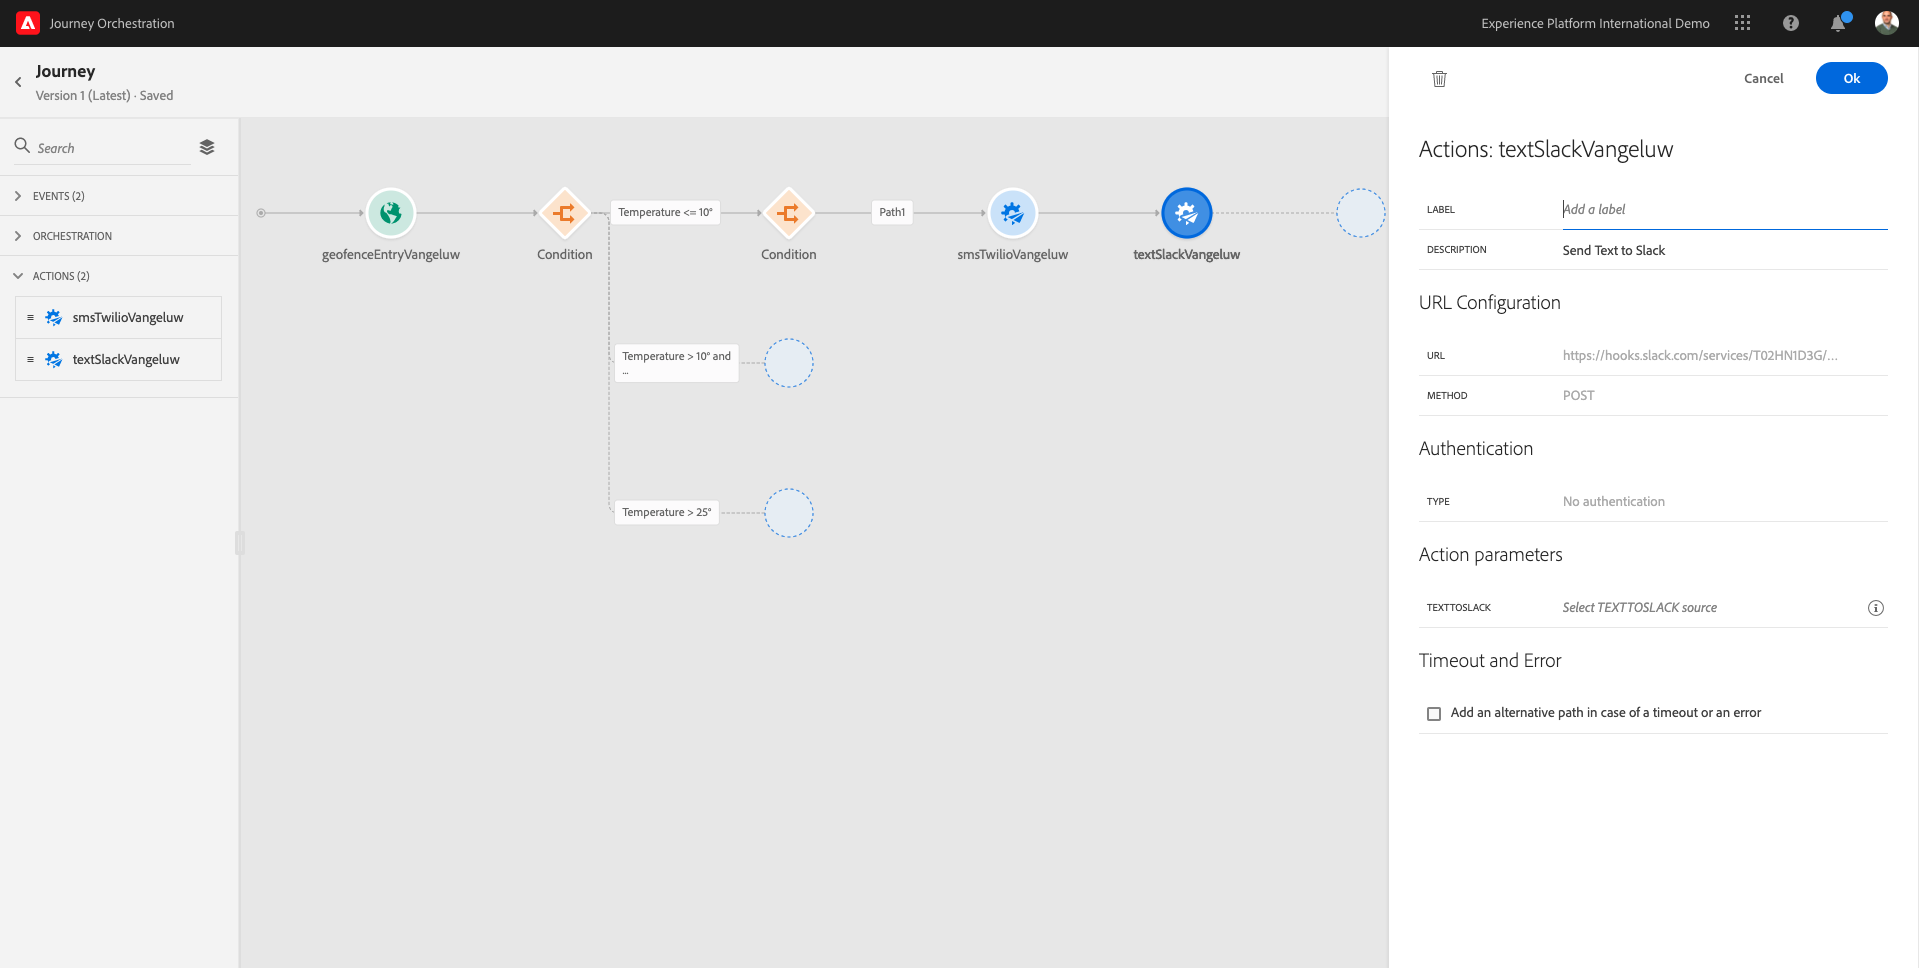 Journey Orchestration
Experience Platform International Demo
Journey
Version 1 (Latest) · Saved
Search
EVENTS (2)
ORCHESTRATION
ACTIONS (2)
smsTwilioVangeluw
textSlackVangeluw
geofenceEntryVangeluw
Condition
Temperature <= 10°
Condition
Path1
smsTwilioVangeluw
textSlackVangeluw
Temperature > 10° and
...
Temperature > 25°
Cancel
Ok
Actions: textSlackVangeluw
LABEL
Add a label
DESCRIPTION
Send Text to Slack
URL Configuration
URL
https://hooks.slack.com/services/T02HN1D3G/...
METHOD
POST
Authentication
TYPE
No authentication
Action parameters
TEXTTOSLACK
Select TEXTTOSLACK source
Timeout and Error
Add an alternative path in case of a timeout or an error